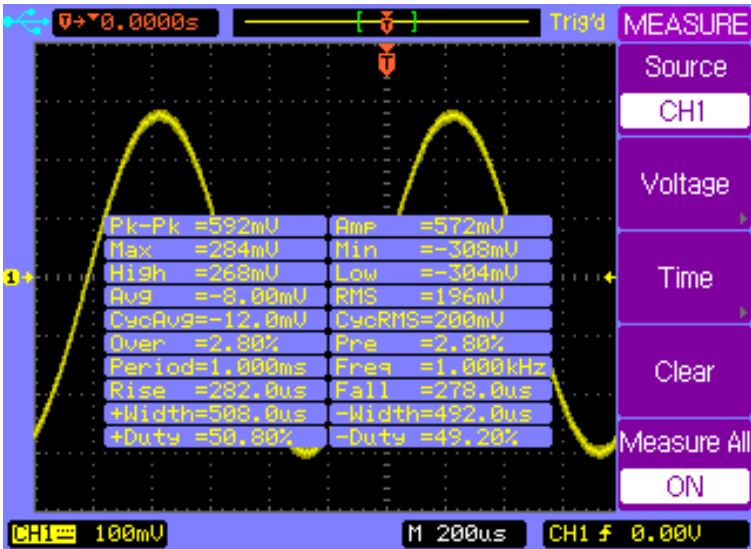 T→▼0.0000s [ T ] Trig'd MEASURE
T
Source
CH1
Voltage
Pk-Pk =592mV Amp =572mV
Max =284mV Min =-308mV
High =268mV Low =-304mV
1
Time
Avg =-8.00mV RMS =196mV
CycAvg=-12.0mV CycRMS=200mV
Over =2.80% Pre =2.80%
Period=1.000ms Freq =1.000kHz
Clear
Rise =282.0us Fall =278.0us
+Width=508.0us -Width=492.0us
+Duty =50.80% -Duty =49.20%
Measure All
ON
CH1 100mV M 200us CH1 0.00V